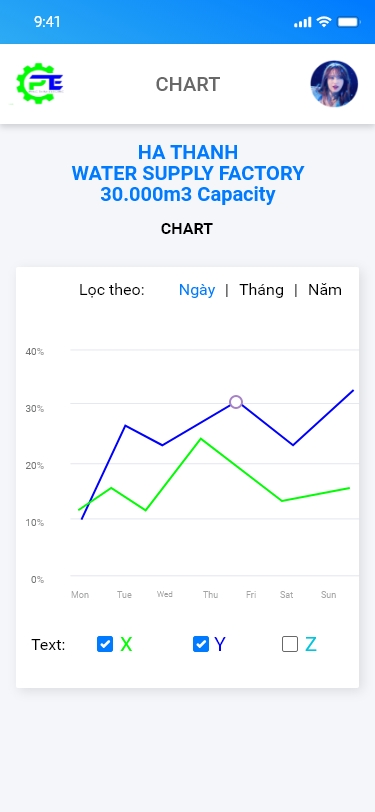 9:41
CHART
HA THANH
WATER SUPPLY FACTORY
30.000m3 Capacity
CHART
Lọc theo: Ngày | Tháng | Năm
40%
30%
20%
10%
0%
Mon Tue Wed Thu Fri Sat Sun
Text: X Y Z